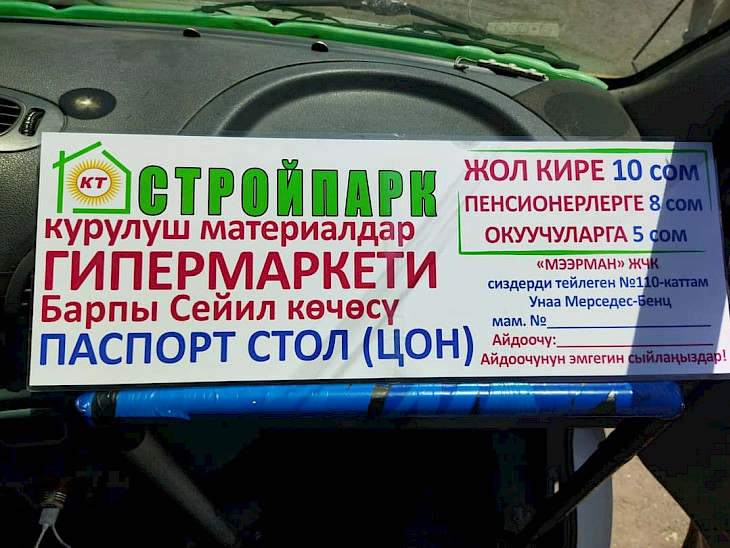 КТ
СТРОЙПАРК
курулуш материалдар
ГИПЕРМАРКЕТИ
Барпы Сейил көчөсү
ПАСПОРТ СТОЛ (ЦОН)
ЖОЛ КИРЕ 10 сом
ПЕНСИОНЕРЛЕРГЕ 8 сом
ОКУУЧУЛАРГА 5 сом
«МЭЭРМАН» ЖЧК
сиздерди тейлеген №110-каттам
Унаа Мерседес-Бенц
мам. №
Айдоочу:
Айдоочунун эмгегин сыйлаңыздар!